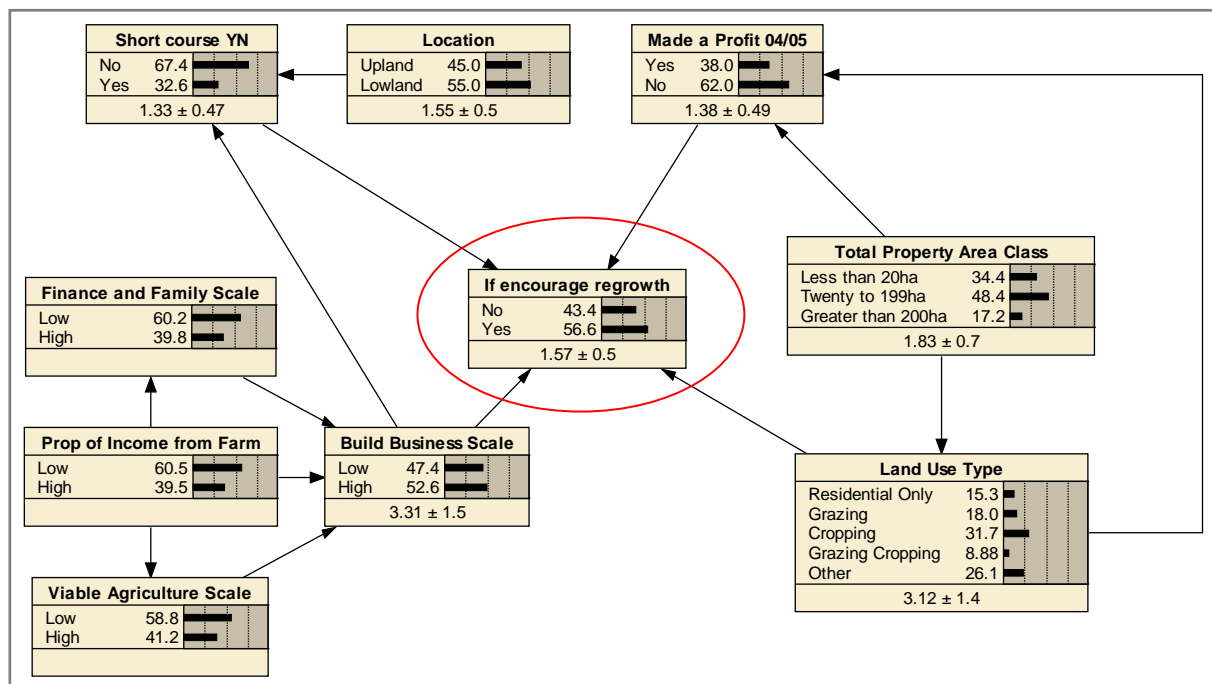 Short course YN
No 67.4
Yes 32.6
1.33 ± 0.47
Location
Upland 45.0
Lowland 55.0
1.55 ± 0.5
Made a Profit 04/05
Yes 38.0
No 62.0
1.38 ± 0.49
Total Property Area Class
Less than 20ha 34.4
Twenty to 199ha 48.4
Greater than 200ha 17.2
1.83 ± 0.7
If encourage regrowth
No 43.4
Yes 56.6
1.57 ± 0.5
Finance and Family Scale
Low 60.2
High 39.8
Prop of Income from Farm
Low 60.5
High 39.5
Build Business Scale
Low 47.4
High 52.6
3.31 ± 1.5
Land Use Type
Residential Only 15.3
Grazing 18.0
Cropping 31.7
Grazing Cropping 8.88
Other 26.1
3.12 ± 1.4
Viable Agriculture Scale
Low 58.8
High 41.2